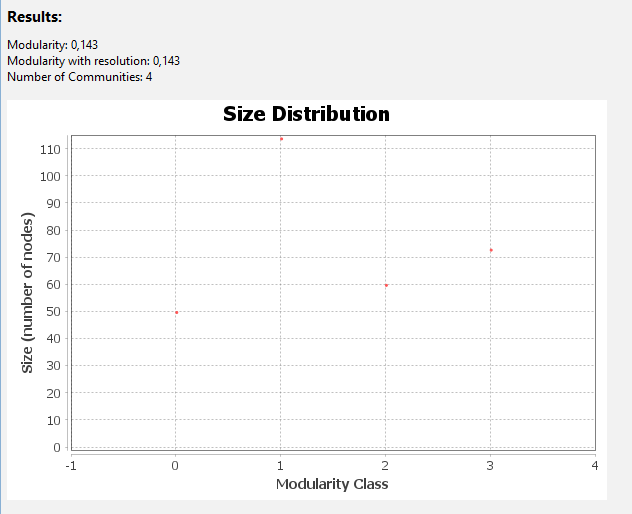 Results:
Modularity: 0,143
Modularity with resolution: 0,143
Number of Communities: 4
Size Distribution
Size (number of nodes)
110
100
90
80
70
60
50
40
30
20
10
0
-1 0 1 2 3 4
Modularity Class